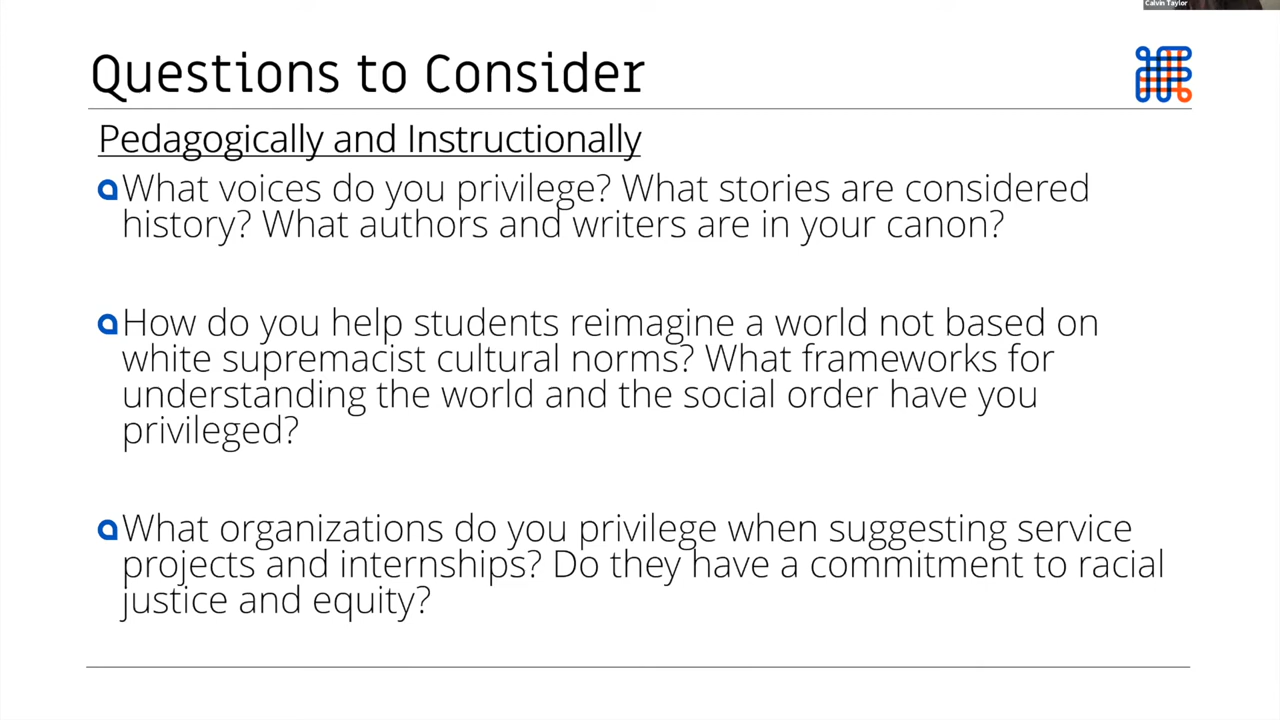 Calvin Taylor
Questions to Consider
Pedagogically and Instructionally
What voices do you privilege? What stories are considered
history? What authors and writers are in your canon?
How do you help students reimagine a world not based on
white supremacist cultural norms? What frameworks for
understanding the world and the social order have you
privileged?
What organizations do you privilege when suggesting service
projects and internships? Do they have a commitment to racial
justice and equity?